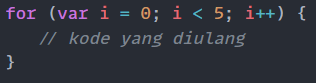 for (var i = 0; i < 5; i++) {
    // kode yang diulang
}